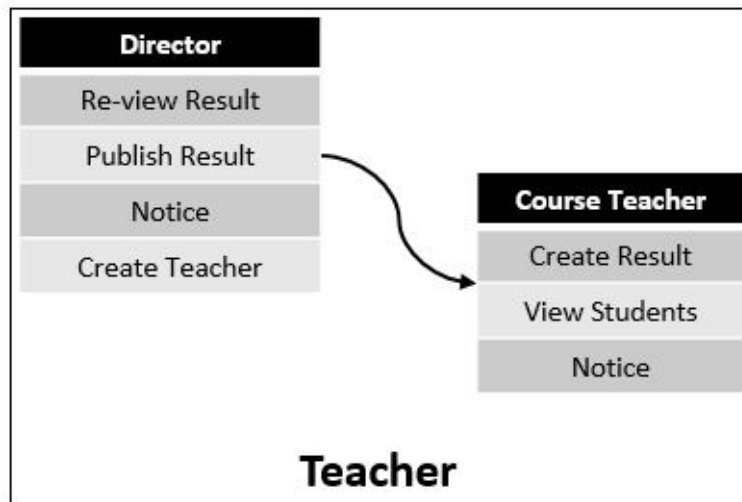 Director
Re-view Result
Publish Result
Notice
Create Teacher
Course Teacher
Create Result
View Students
Notice
Teacher